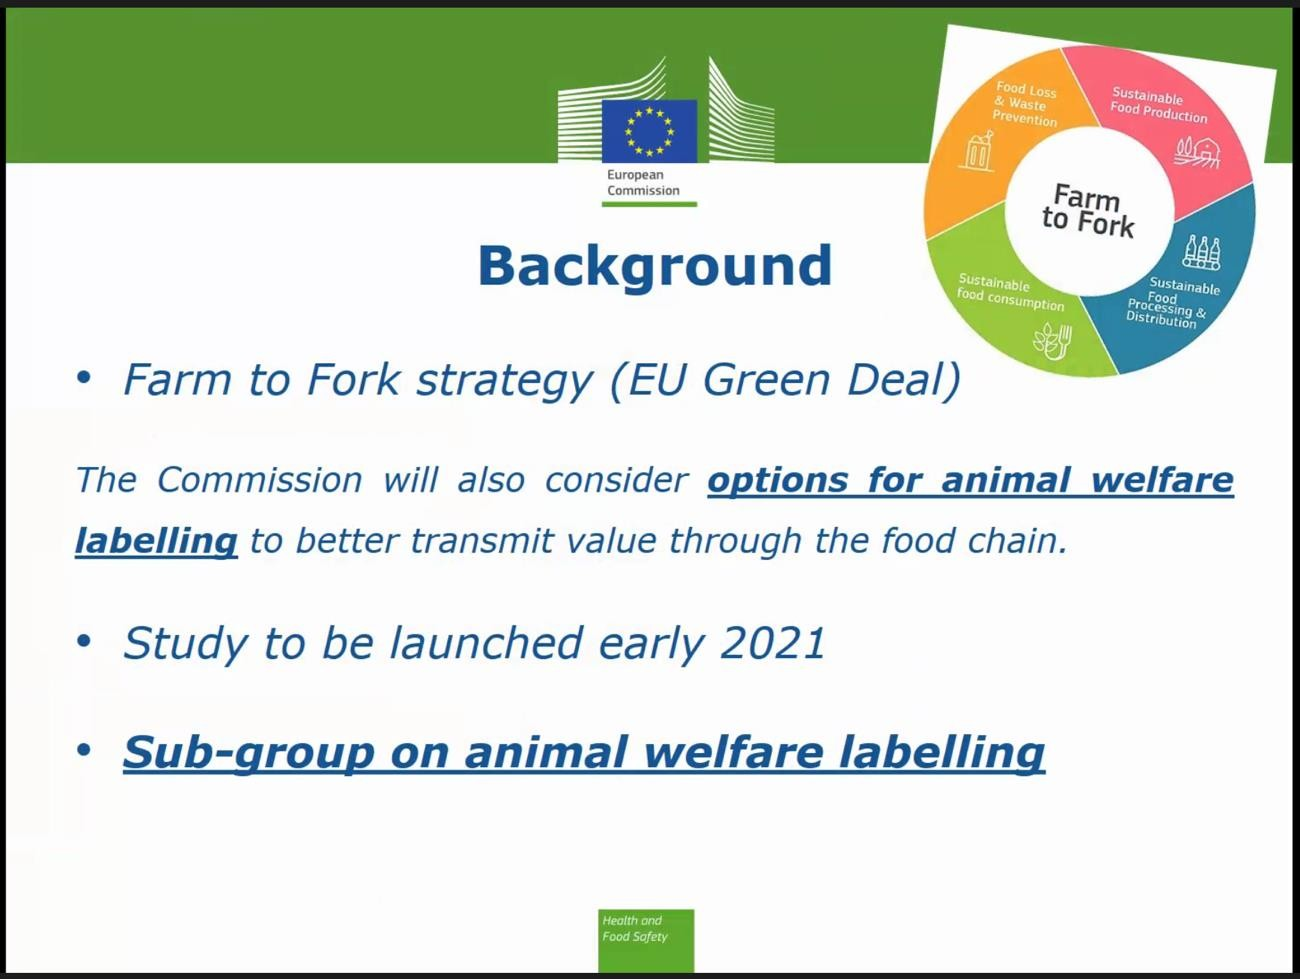 European
Commission
Food Loss
& Waste
Prevention
Sustainable
Food Production
Farm
to Fork
Sustainable
food consumption
Sustainable
Food
Processing &
Distribution
Background
• Farm to Fork strategy (EU Green Deal)
The Commission will also consider options for animal welfare
labelling to better transmit value through the food chain.
• Study to be launched early 2021
• Sub-group on animal welfare labelling
Health and
Food Safety